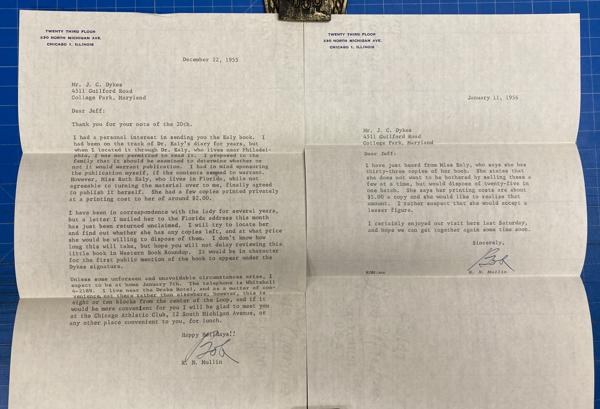 TWENTY THIRD FLOOR
230 NORTH MICHIGAN AVE.
CHICAGO 1, ILLINOIS
December 22, 1955
Mr. J. C. Dykes
4511 Guilford Road
College Park, Maryland
Dear Jeff:
Thank you for your note of the 20th.
I had a personal interest in sending you the Ealy book. I
had been on the track of Dr. Ealy's diary for years, but
when I located it through Dr. Ealy, who lives near Philadel-
phia, I was not permitted to read it. I proposed to the
family that it should be examined to determine whether or
not it would warrant publication. I had in mind sponsoring
the publication myself, if the contents seemed to warrant.
However, Miss Ruth Ealy, who lives in Florida, while not
agreeable to turning the material over to me, finally agreed
to publish it herself. She had a few copies printed privately
at a printing cost to her of around $2.00.
I have been in correspondence with the lady for several years,
but a letter I mailed her to the Florida address this month
has just been returned unclaimed. I will try to locate her
and find out whether she has any copies left, and at what
price she would be willing to dispose of them. I don't know
how long this will take, but hope you will not delay reviewing this
little book in Western Book Roundup. It would be in character
for the first public mention of the book to appear under the
Dykes signature.
Unless some unforeseen and unavoidable circumstances arise, I
expect to be at home January 7th. The telephone is Whitehall
4-2189. I live near the Drake Hotel, and as a matter of con-
venience not there rather than elsewhere, however, this is
eight or ten blocks from the center of the Loop, and if it
would be more convenient for you I will be glad to meet you
at the Chicago Athletic Club, 12 South Michigan Avenue, or
any other place convenient to you, for lunch.
Happy Holidays!!
Bob
R. N. Mullin
TWENTY THIRD FLOOR
230 NORTH MICHIGAN AVE.
CHICAGO 1, ILLINOIS
January 11, 1956
Mr. J. C. Dykes
4511 Guilford Road
College Park, Maryland
Dear Jeff:
I have just heard from Miss Ealy, who says she has
thirty-three copies of her book. She states that
she does not want to be bothered by selling these a
few at a time, but would dispose of twenty-five in
one batch. She says her printing costs are about
$5.00 a copy and she would like to realize that
amount. I rather suspect that she would accept a
lesser figure.
I certainly enjoyed our visit here last Saturday,
and hope we can get together again some time soon.
Sincerely,
Bob
R. N. Mullin